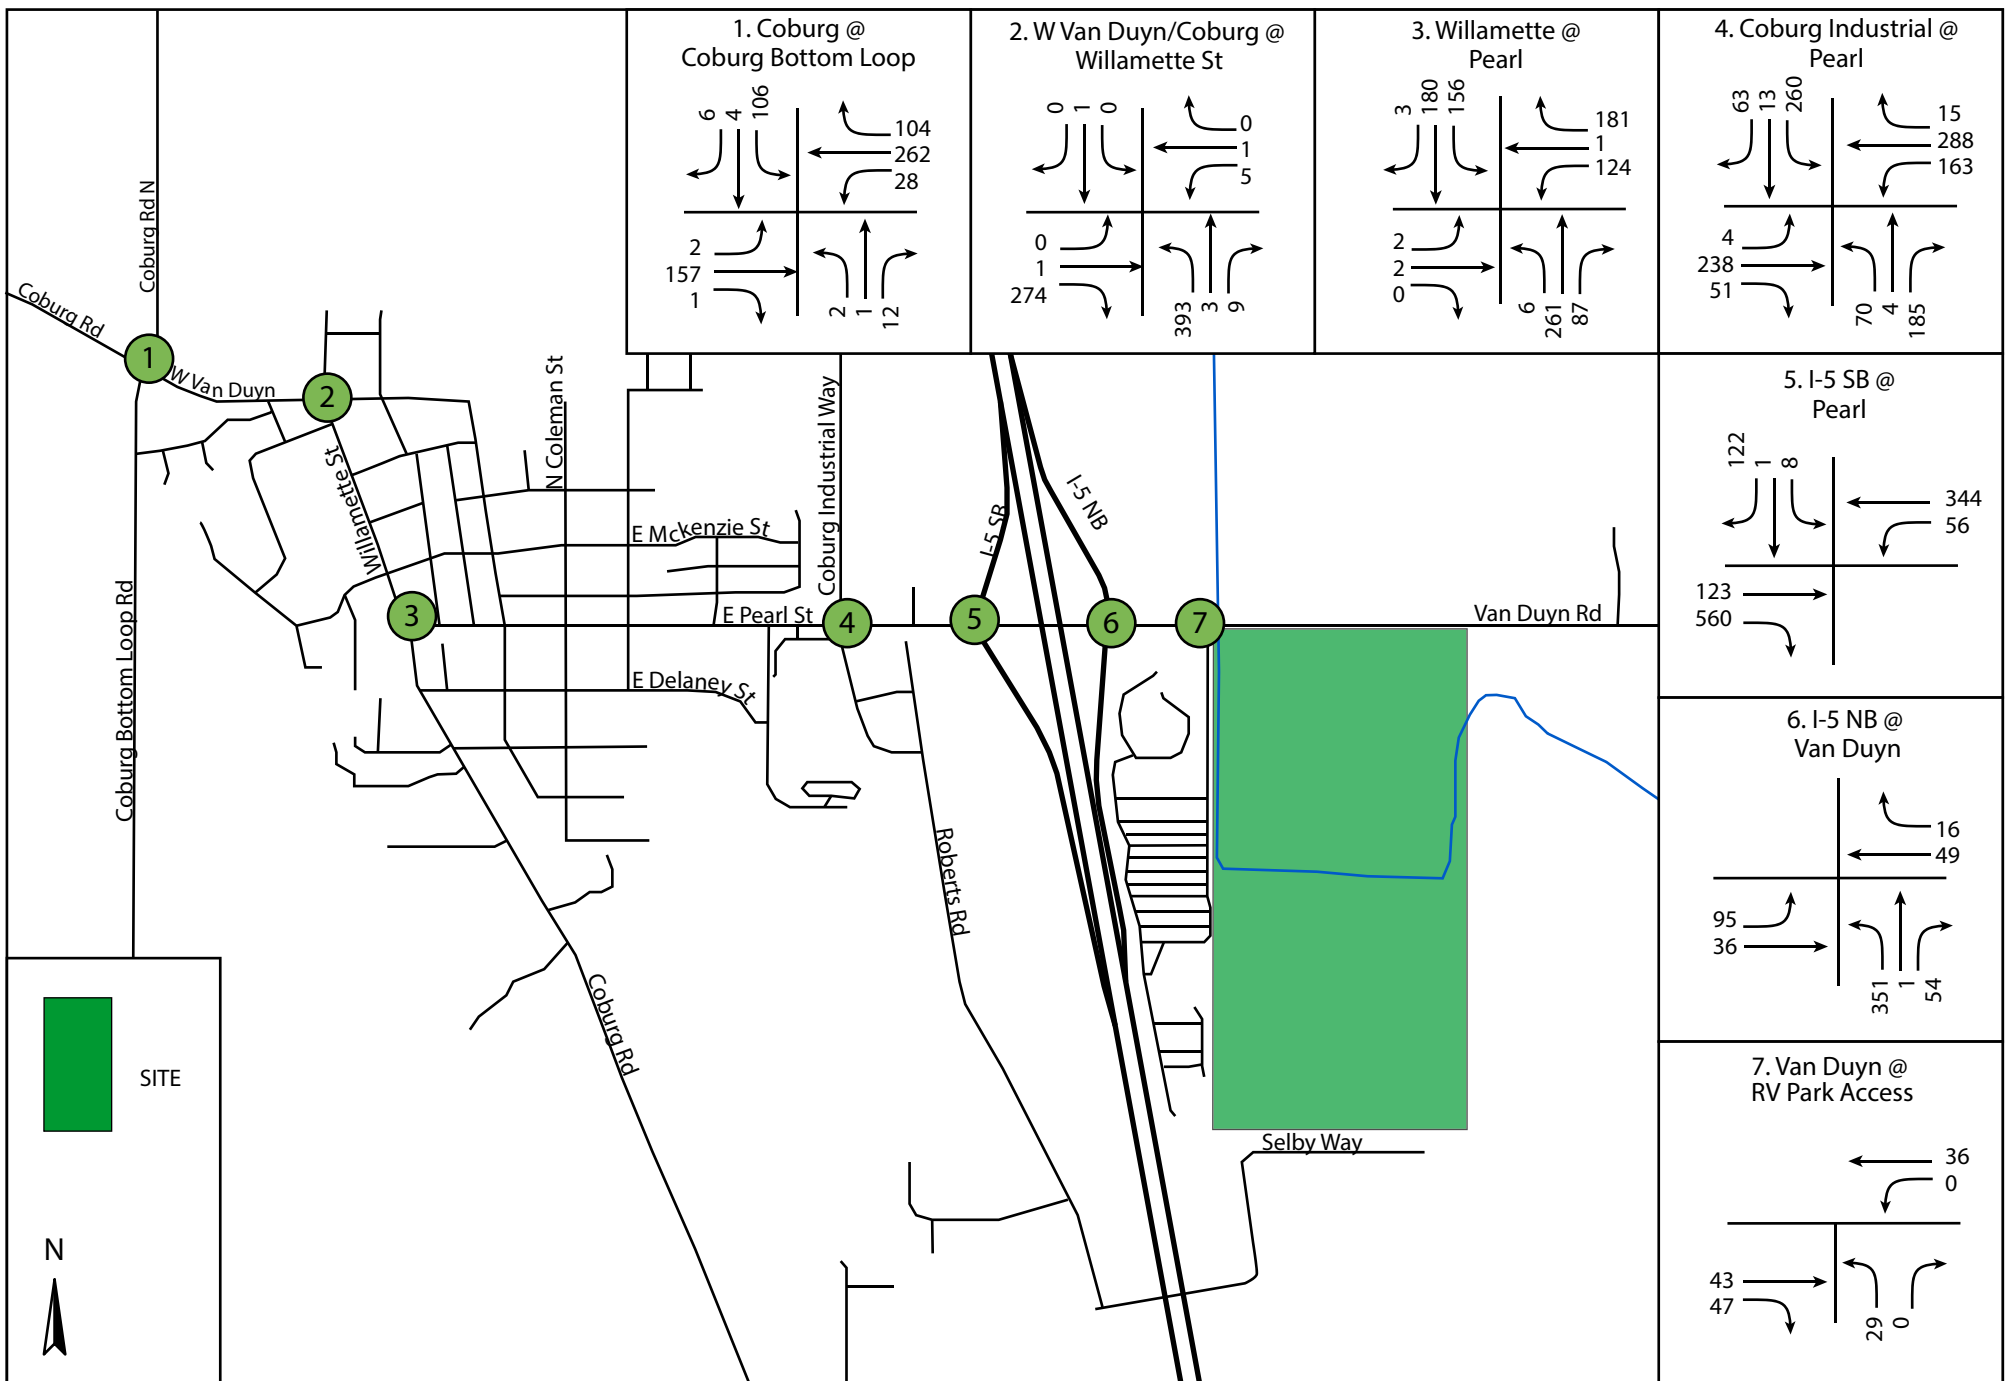 1. Coburg @
Coburg Bottom Loop
6
4
106
104
262
28
2
157
1
2
1
12
2. W Van Duyn/Coburg @
Willamette St
0
1
0
0
1
5
0
1
274
393
3
9
3. Willamette @
Pearl
3
180
156
181
1
124
2
2
0
6
261
87
4. Coburg Industrial @
Pearl
63
13
260
15
288
163
4
238
51
70
4
185
5. I-5 SB @
Pearl
122
1
8
344
56
123
560
6. I-5 NB @
Van Duyn
16
49
95
36
351
1
54
7. Van Duyn @
RV Park Access
36
0
43
47
29
0
Coburg Rd N
Coburg Rd
1
W Van Duyn
2
Willamette St
N Coleman St
E Mckenzie St
Coburg Industrial Way
I-5 SB
I-5 NB
3
E Pearl St
4
5
6
7
Van Duyn Rd
E Delaney St
Coburg Bottom Loop Rd
Roberts Rd
Coburg Rd
Selby Way
SITE
N